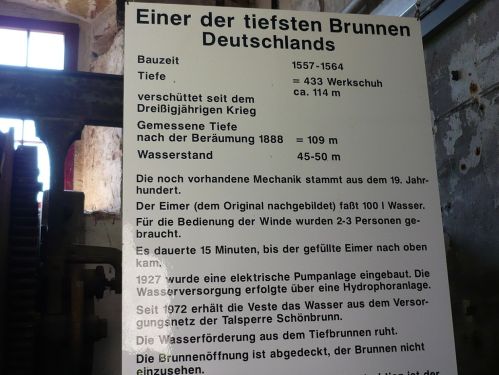 Einer der tiefsten Brunnen
Deutschlands
Bauzeit 1557-1564
Tiefe = 433 Werkschuh
ca. 114 m
verschüttet seit dem
Dreißigjährigen Krieg
Gemessene Tiefe
nach der Beräumung 1888 = 109 m
Wasserstand 45-50 m
Die noch vorhandene Mechanik stammt aus dem 19. Jahr-
hundert.
Der Eimer (dem Original nachgebildet) faßt 100 l Wasser.
Für die Bedienung der Winde wurden 2-3 Personen ge-
braucht.
Es dauerte 15 Minuten, bis der gefüllte Eimer nach oben
kam.
1927 wurde eine elektrische Pumpanlage eingebaut. Die
Wasserversorgung erfolgte über eine Hydrophoranlage.
Seit 1972 erhält die Veste das Wasser aus dem Versor-
gungsnetz der Talsperre Schönbrunn.
Die Wasserförderung aus dem Tiefbrunnen ruht.
Die Brunnenöffnung ist abgedeckt, der Brunnen nicht
einzusehen.
ist der